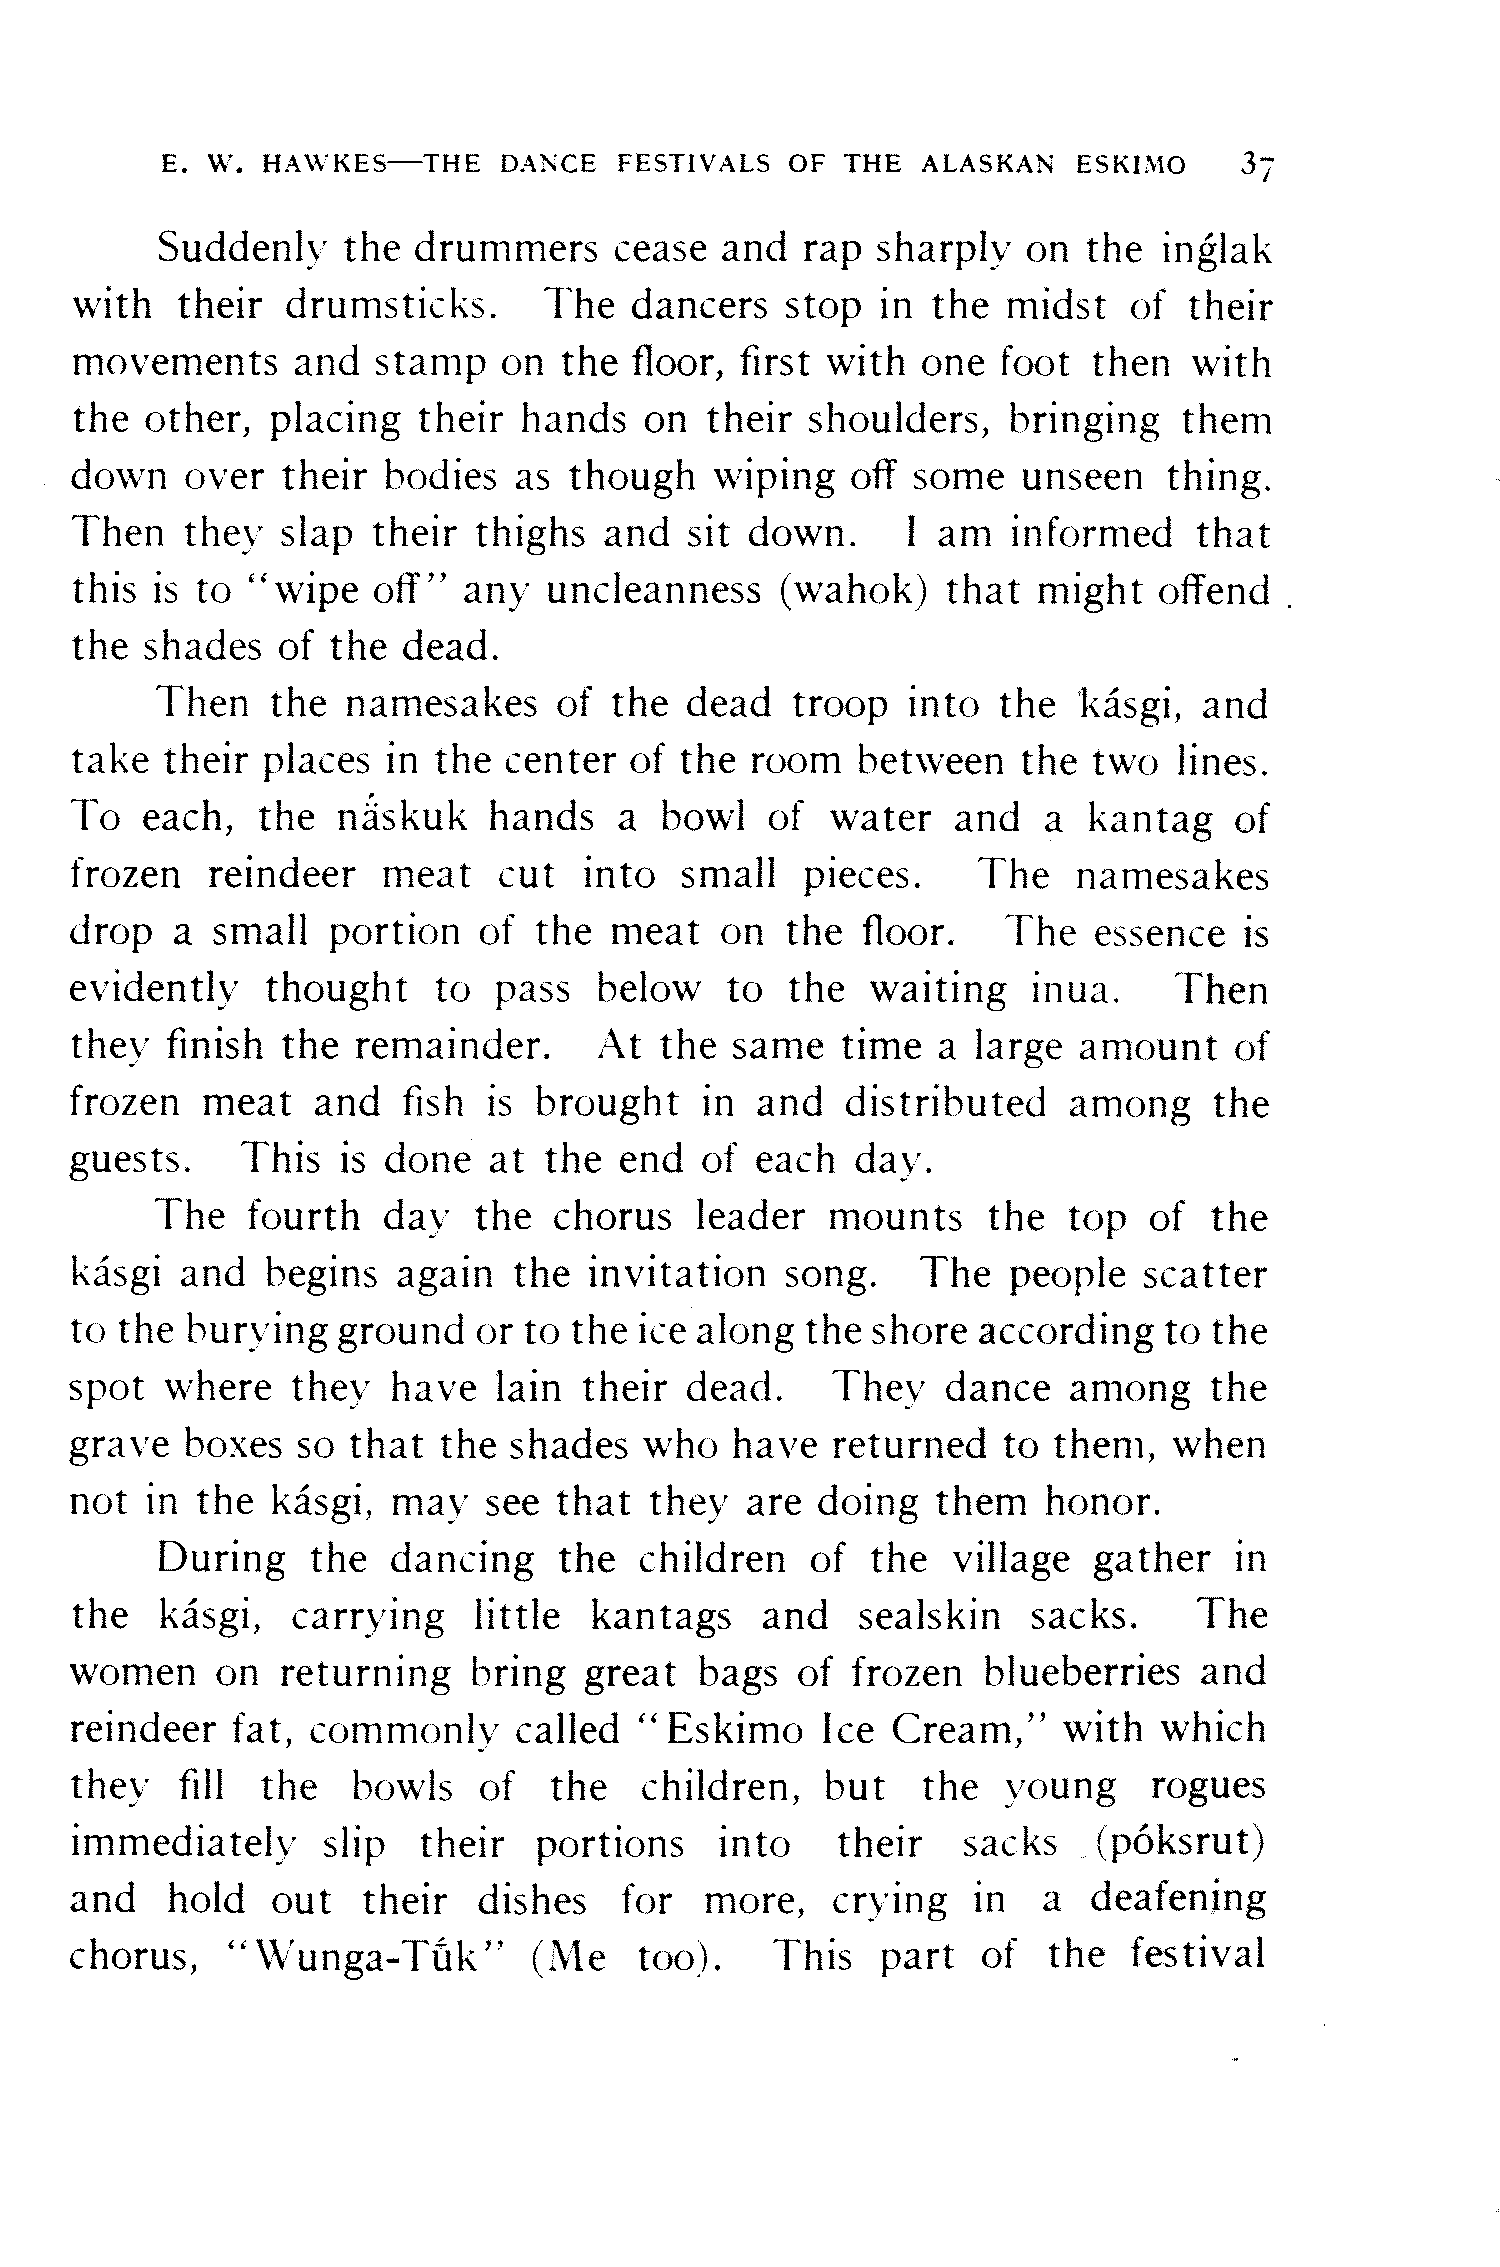 E. W. HAWKES—THE DANCE FESTIVALS OF THE ALASKAN ESKIMO 37
Suddenly the drummers cease and rap sharply on the inǵlak
with their drumsticks. The dancers stop in the midst of their
movements and stamp on the floor, first with one foot then with
the other, placing their hands on their shoulders, bringing them
down over their bodies as though wiping off some unseen thing.
Then they slap their thighs and sit down. I am informed that
this is to "wipe off" any uncleanness (wahok) that might offend
the shades of the dead.
Then the namesakes of the dead troop into the kásgi, and
take their places in the center of the room between the two lines.
To each, the nä́skuk hands a bowl of water and a kantag of
frozen reindeer meat cut into small pieces. The namesakes
drop a small portion of the meat on the floor. The essence is
evidently thought to pass below to the waiting inua. Then
they finish the remainder. At the same time a large amount of
frozen meat and fish is brought in and distributed among the
guests. This is done at the end of each day.
The fourth day the chorus leader mounts the top of the
kásgi and begins again the invitation song. The people scatter
to the burying ground or to the ice along the shore according to the
spot where they have lain their dead. They dance among the
grave boxes so that the shades who have returned to them, when
not in the kásgi, may see that they are doing them honor.
During the dancing the children of the village gather in
the kásgi, carrying little kantags and sealskin sacks. The
women on returning bring great bags of frozen blueberries and
reindeer fat, commonly called "Eskimo Ice Cream," with which
they fill the bowls of the children, but the young rogues
immediately slip their portions into their sacks (póksrut)
and hold out their dishes for more, crying in a deafening
chorus, "Wunga-Tū́k" (Me too). This part of the festival